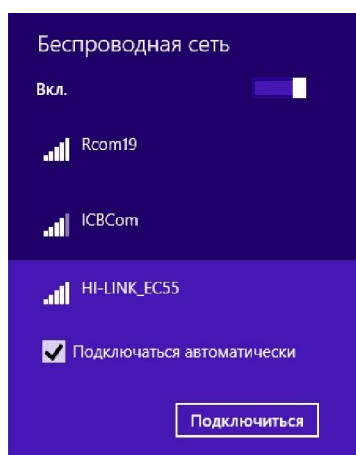 Беспроводная сеть
Вкл.
Rcom19
ICBCom
HI-LINK_EC55
Подключаться автоматически
Подключиться